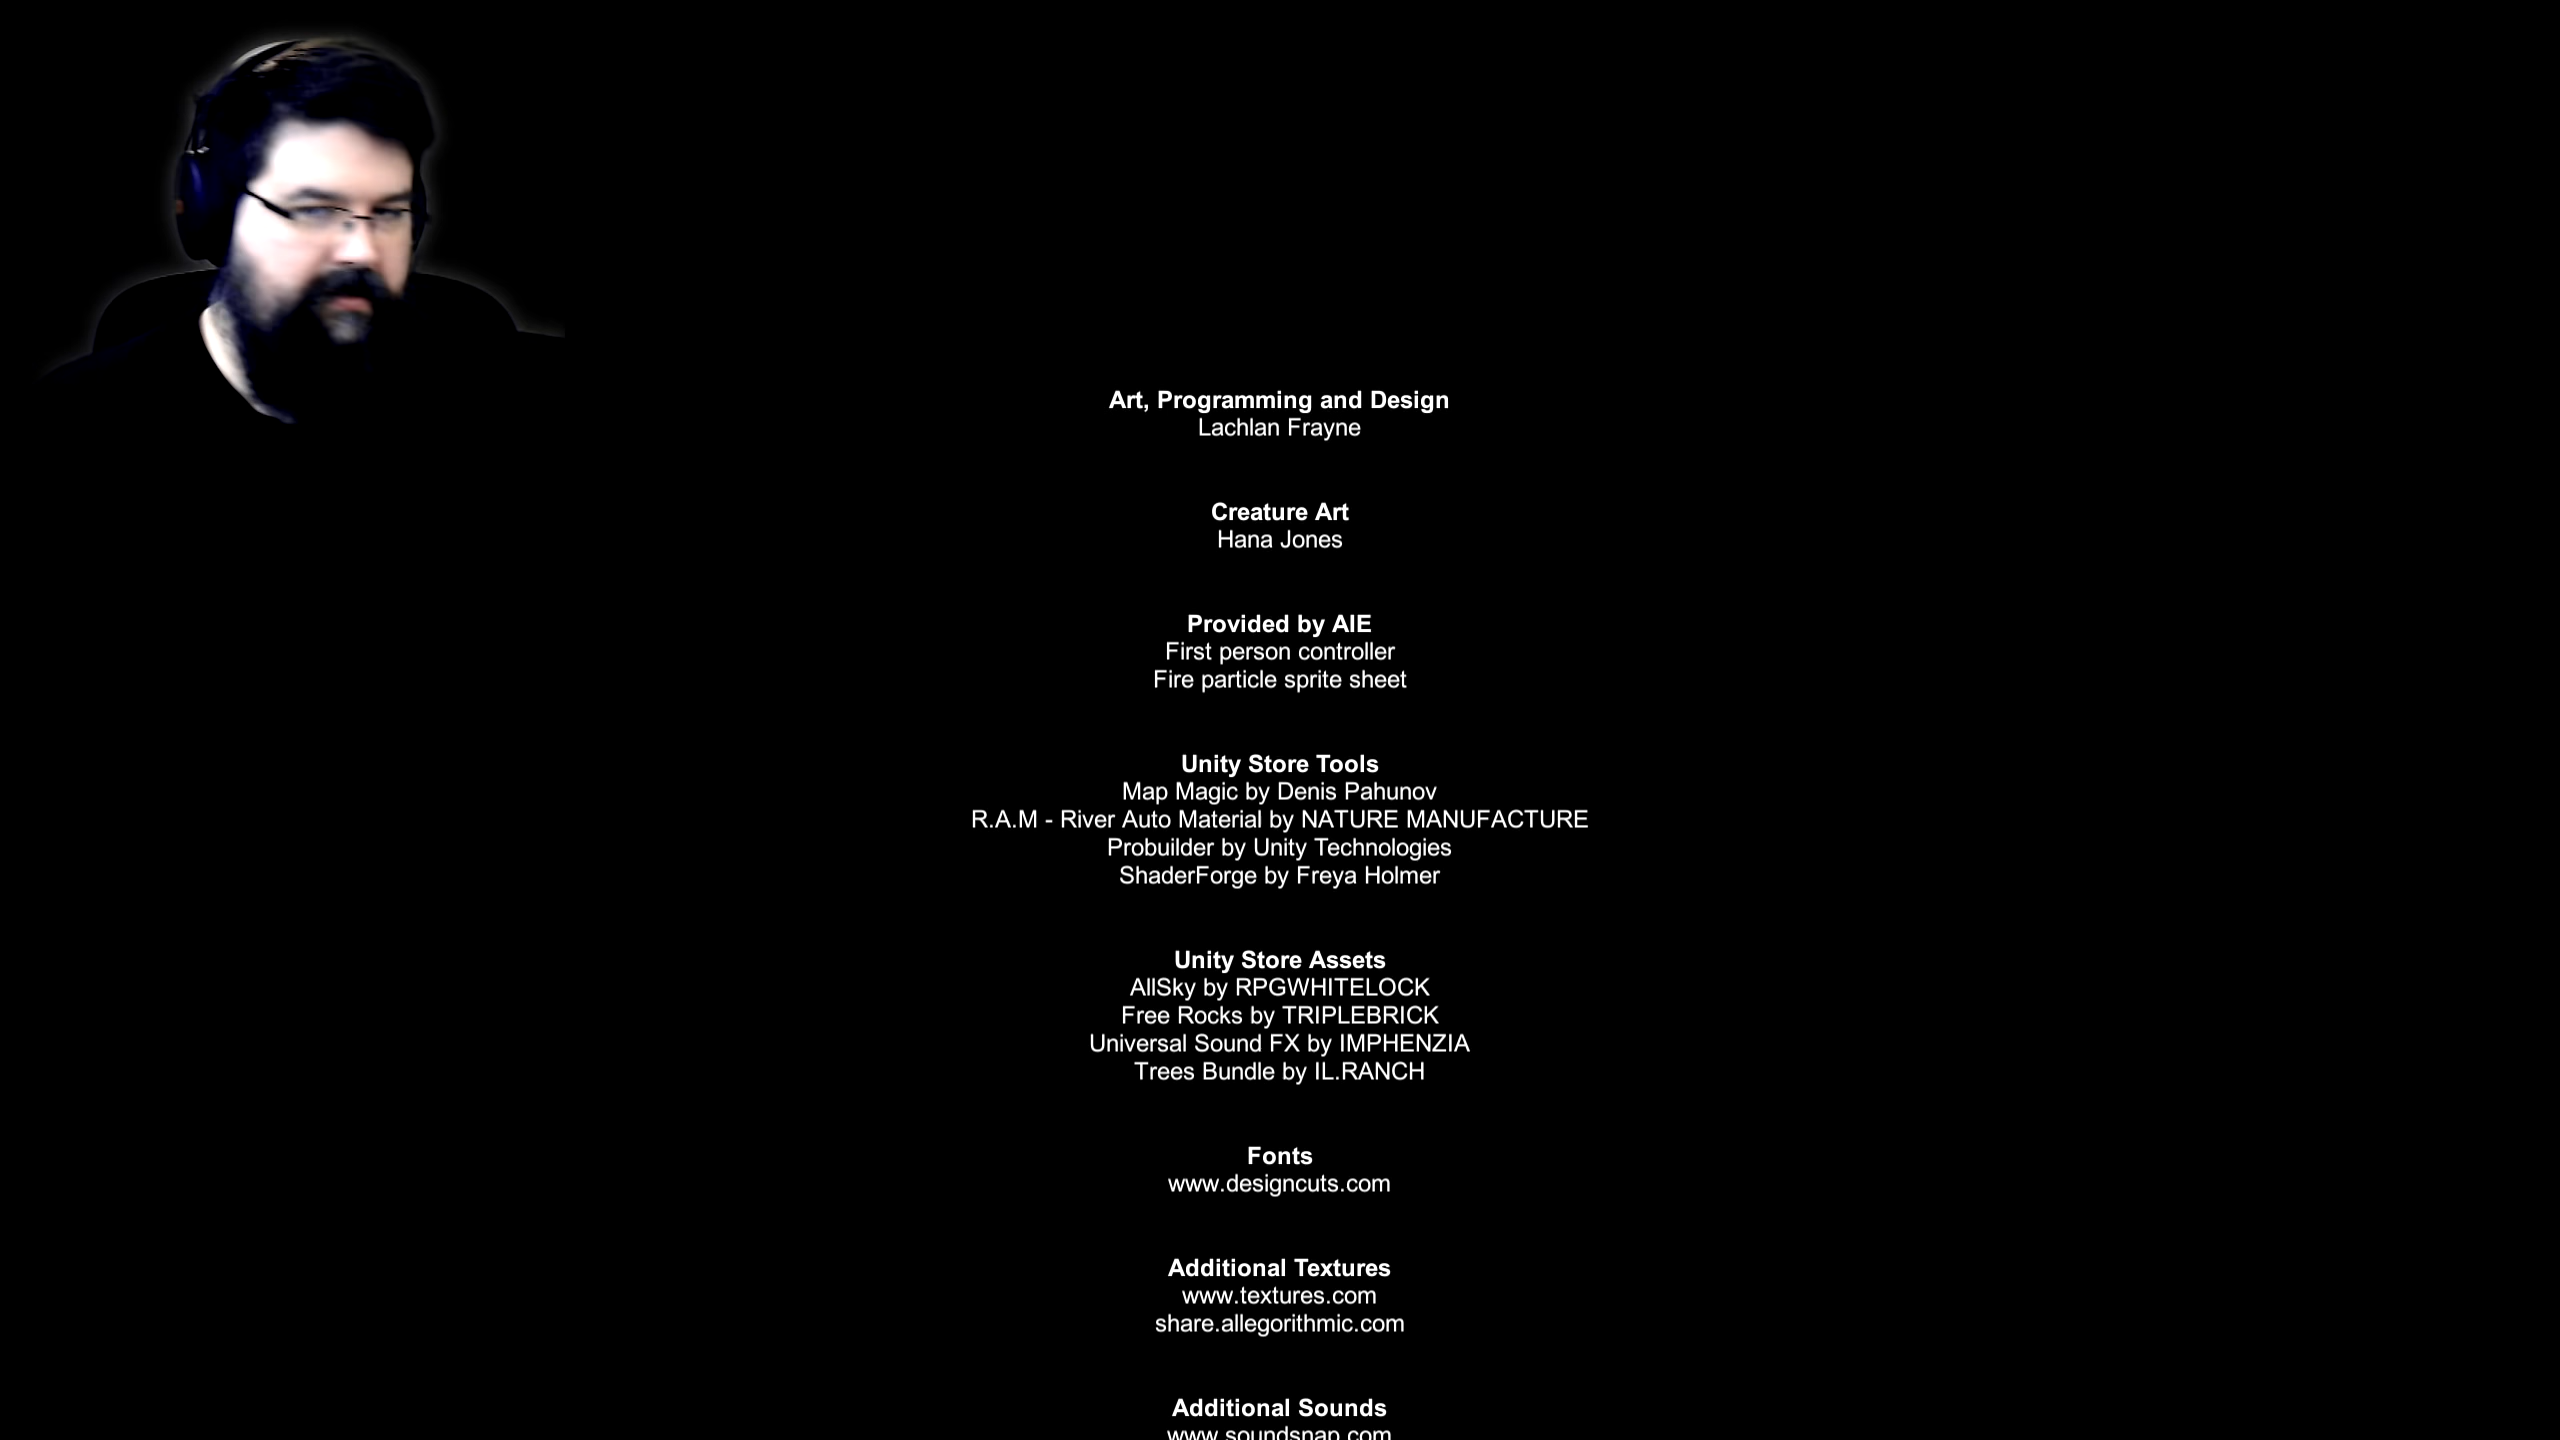 Art, Programming and Design
Lachlan Frayne
Creature Art
Hana Jones
Provided by AIE
First person controller
Fire particle sprite sheet
Unity Store Tools
Map Magic by Denis Pahunov
R.A.M - River Auto Material by NATURE MANUFACTURE
Probuilder by Unity Technologies
ShaderForge by Freya Holmer
Unity Store Assets
AllSky by RPGWHITELOCK
Free Rocks by TRIPLEBRICK
Universal Sound FX by IMPHENZIA
Trees Bundle by IL.RANCH
Fonts
www.designcuts.com
Additional Textures
www.textures.com
share.allegorithmic.com
Additional Sounds
www.soundsnap.com